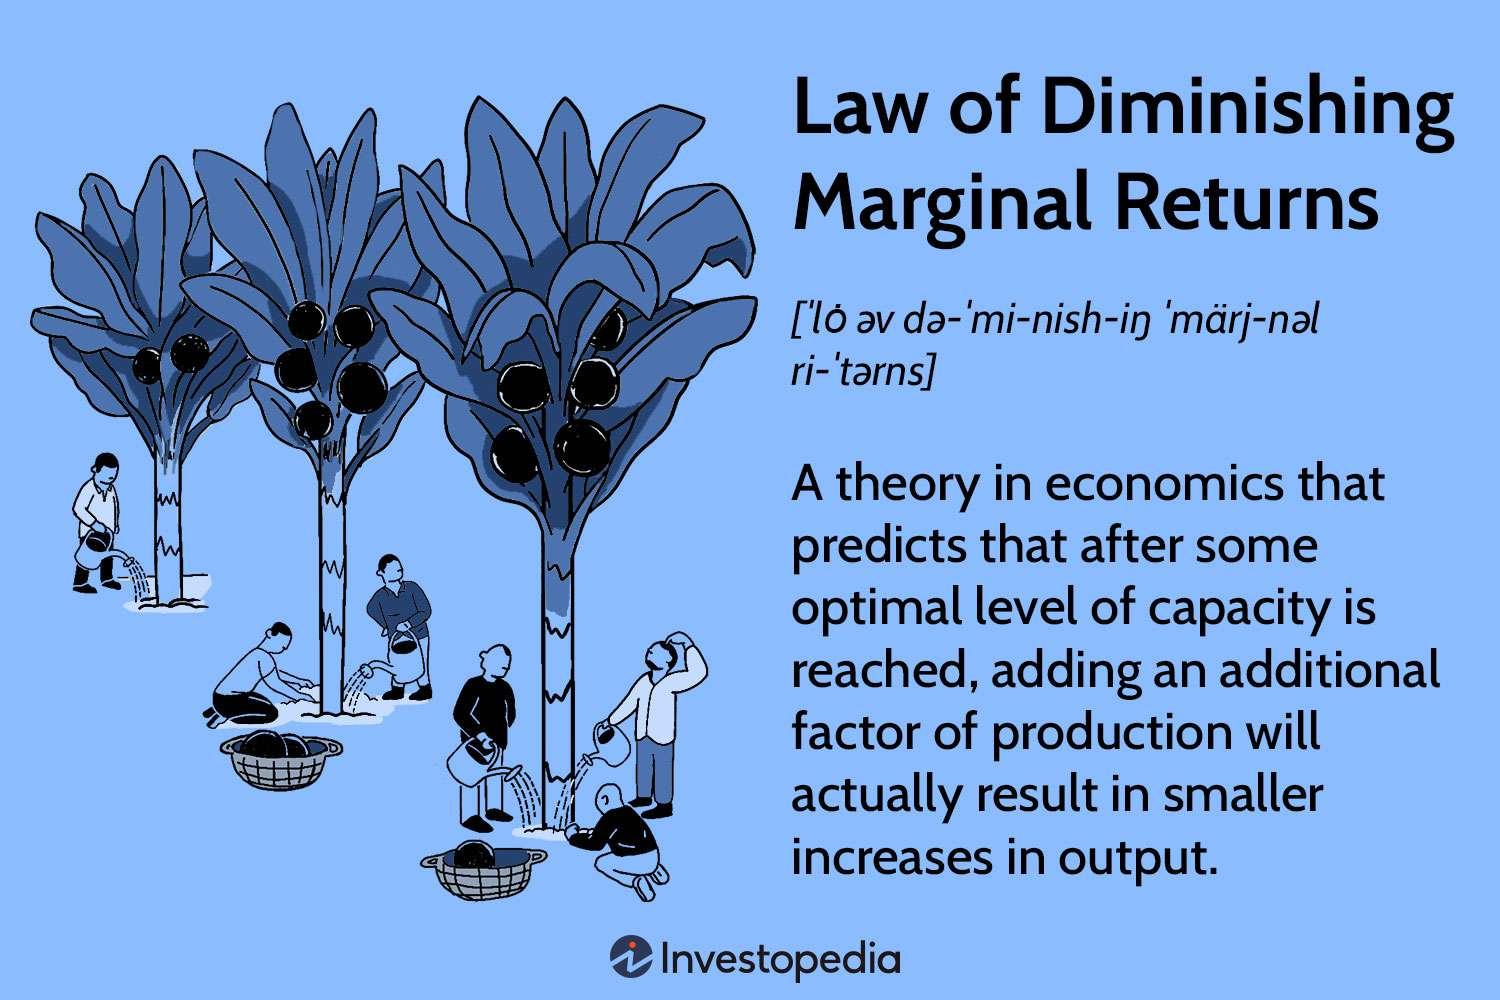 Law of Diminishing
Marginal Returns
[ˈlȯ əv də-ˈmi-nish-iŋ ˈmärj-nəl
ri-ˈtərns]
A theory in economics that
predicts that after some
optimal level of capacity is
reached, adding an additional
factor of production will
actually result in smaller
increases in output.
Investopedia